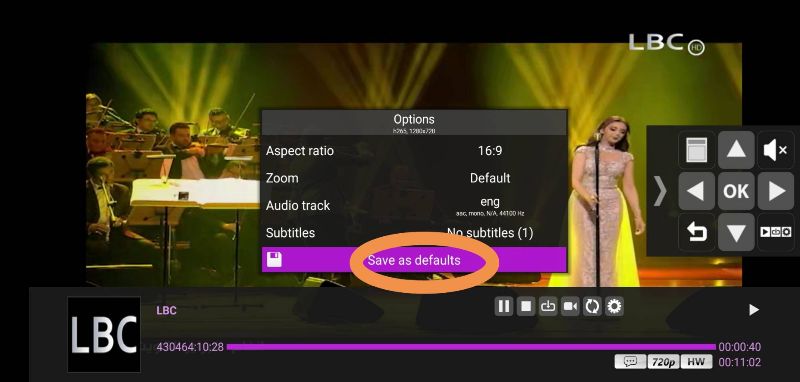 LBC HD
Options
h265, 1280x720
Aspect ratio 16:9
Zoom Default
Audio track eng
aac, mono, N/A, 44100 Hz
Subtitles No subtitles (1)
Save as defaults
OK
LBC
LBC
430464:10:28 00:00:40
720p HW 00:11:02